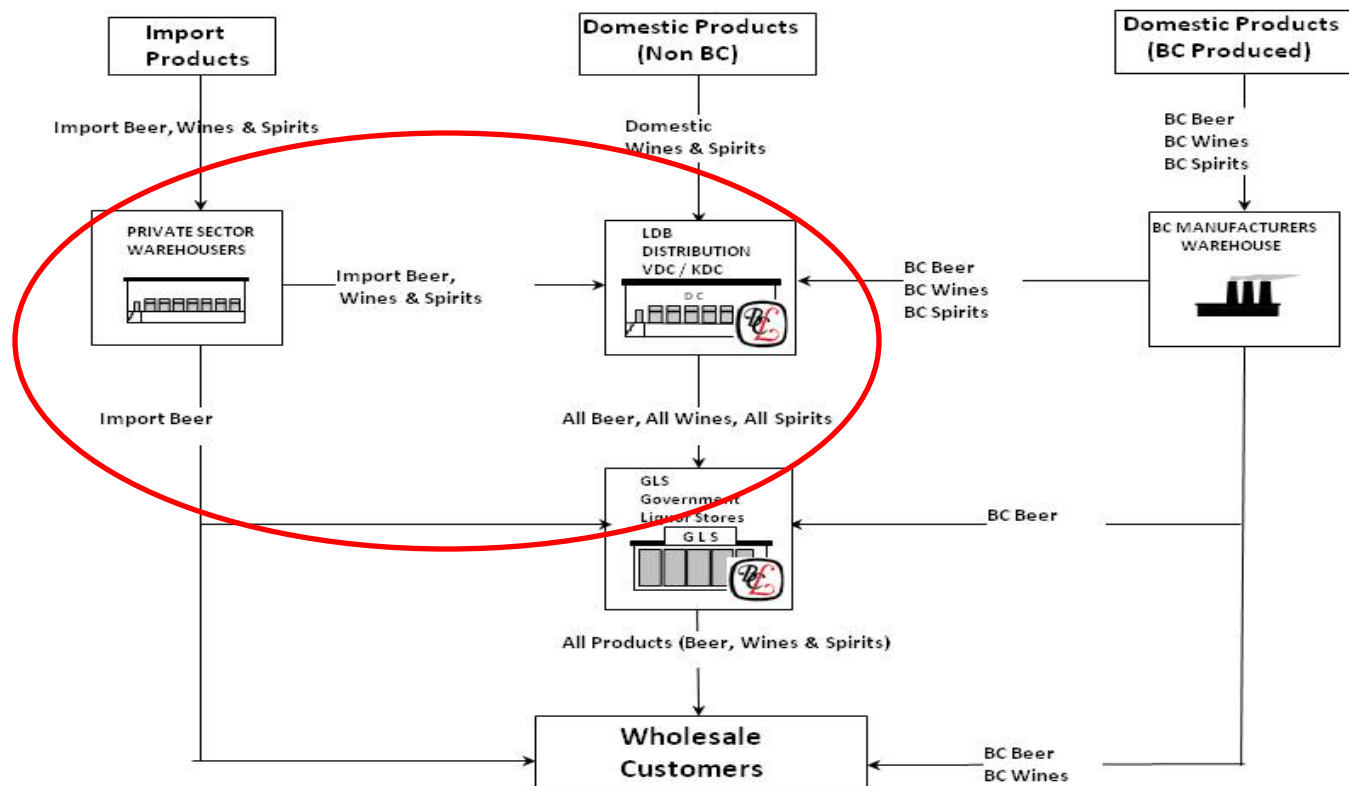 Import
Products
Domestic Products
(Non BC)
Domestic Products
(BC Produced)
Import Beer, Wines & Spirits
Domestic
Wines & Spirits
BC Beer
BC Wines
BC Spirits
PRIVATE SECTOR
WAREHOUSERS
Import Beer,
Wines & Spirits
LDB
DISTRIBUTION
VDC / KDC
D C
BCL
BC Beer
BC Wines
BC Spirits
BC MANUFACTURERS
WAREHOUSE
Import Beer
All Beer, All Wines, All Spirits
GLS
Government
Liquor Stores
G L S
BCL
BC Beer
All Products (Beer, Wines & Spirits)
Wholesale
Customers
BC Beer
BC Wines